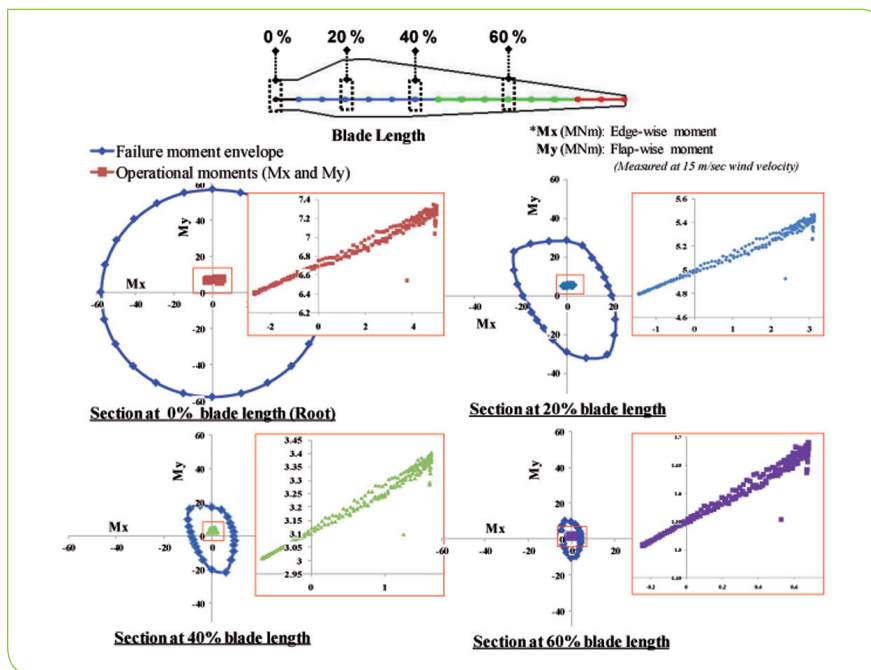 0 % 20 % 40 % 60 %
Blade Length
*Mx (MNm): Edge-wise moment
My (MNm): Flap-wise moment
(Measured at 15 m/sec wind velocity)
Failure moment envelope
Operational moments (Mx and My)
My
Mx
60
40
20
0
-20
-40
-60
-60 -40 -20 0
7.4
7.2
7
6.8
6.6
6.4
6.2
-2 0 2 4
Section at 0% blade length (Root)
My
Mx
60
40
20
0
-20
-40
-40 -20 0 20
5.6
5.4
5.2
5
4.8
4.6
-1 0 1 2 3
Section at 20% blade length
My
Mx
60
40
20
0
-20
-40
-60 -40 -20 0
3.45
3.4
3.35
3.3
3.25
3.2
3.15
3.1
3.05
3
2.95
0 1
Section at 40% blade length
My
Mx
60
40
20
0
-20
-40
-60 -40 -20 0 20
-0.2 0 0.2 0.4 0.6
Section at 60% blade length